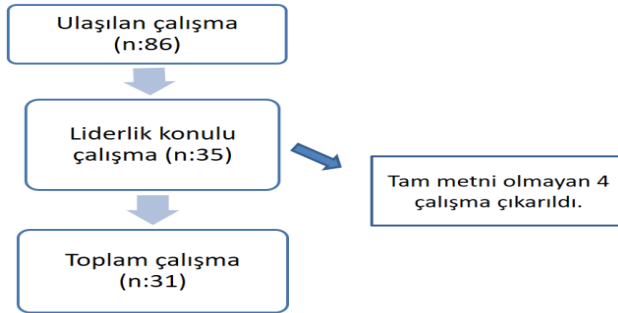 Ulaşılan çalışma
(n:86)
Liderlik konulu
çalışma (n:35)
Tam metni olmayan 4
çalışma çıkarıldı.
Toplam çalışma
(n:31)